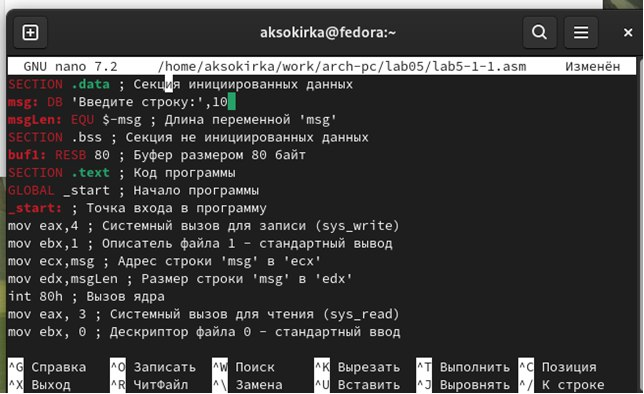 aksokirka@fedora:~
GNU nano 7.2 /home/aksokirka/work/arch-pc/lab05/lab5-1-1.asm Изменён
SECTION .data ; Секция инициированных данных
msg: DB 'Введите строку:',10
msgLen: EQU $-msg ; Длина переменной 'msg'
SECTION .bss ; Секция не инициированных данных
buf1: RESB 80 ; Буфер размером 80 байт
SECTION .text ; Код программы
GLOBAL _start ; Начало программы
_start: ; Точка входа в программу
mov eax,4 ; Системный вызов для записи (sys_write)
mov ebx,1 ; Описатель файла 1 - стандартный вывод
mov ecx,msg ; Адрес строки 'msg' в 'ecx'
mov edx,msgLen ; Размер строки 'msg' в 'edx'
int 80h ; Вызов ядра
mov eax, 3 ; Системный вызов для чтения (sys_read)
mov ebx, 0 ; Дескриптор файла 0 - стандартный ввод
^G Справка ^O Записать ^W Поиск ^K Вырезать ^T Выполнить ^C Позиция
^X Выход ^R ЧитФайл ^\ Замена ^U Вставить ^J Выровнять ^/ К строке